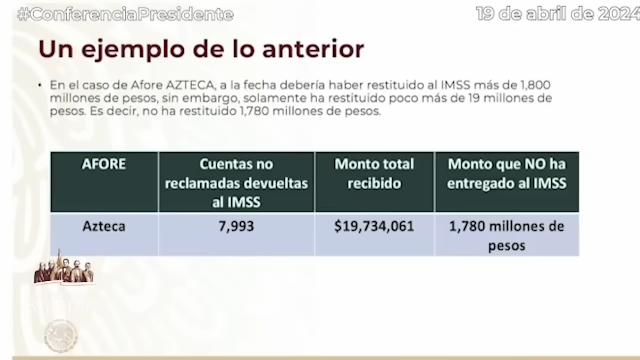 #ConferenciaPresidente
19 de abril de 2024
Un ejemplo de lo anterior
• En el caso de Afore AZTECA, a la fecha debería haber restituido al IMSS más de 1,800
millones de pesos, sin embargo, solamente ha restituido poco más de 19 millones de
pesos. Es decir, no ha restituido 1,780 millones de pesos.
AFORE
Cuentas no
reclamadas devueltas
al IMSS
Monto total
recibido
Monto que NO ha
entregado al IMSS
Azteca
7,993
$19,734,061
1,780 millones de
pesos